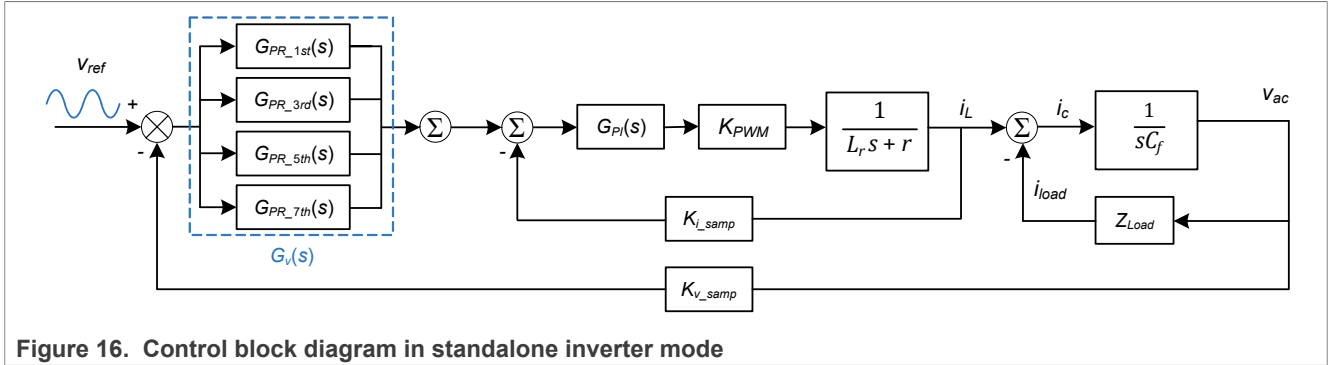 v_ref
+
-
G_PR_1st(s)
G_PR_3rd(s)
G_PR_5th(s)
G_PR_7th(s)
G_v(s)
Σ
Σ
-
G_PI(s)
K_PWM
1
L_r s + r
i_L
Σ
-
i_c
1
sC_f
v_ac
i_load
Z_Load
K_i_samp
K_v_samp
Figure 16. Control block diagram in standalone inverter mode